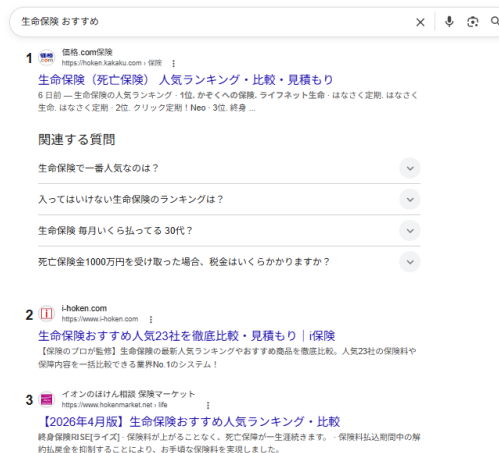 生命保険 おすすめ
1 価格.com保険
https://hoken.kakaku.com › 保険
生命保険（死亡保険） 人気ランキング・比較・見積もり
6 日前 — 生命保険の人気ランキング · 1位. かぞくへの保険. ライフネット生命 · はなさく定期. はなさく
生命. はなさく定期 · 2位. クリック定期！Neo · 3位. 終身 ...
関連する質問
生命保険で一番人気なのは？
入ってはいけない生命保険のランキングは？
生命保険 毎月いくら払ってる 30代？
死亡保険金1000万円を受け取った場合、税金はいくらかかりますか？
2 i-hoken.com
https://www.i-hoken.com
生命保険おすすめ人気23社を徹底比較・見積もり｜i保険
【保険のプロが監修】生命保険の最新人気ランキングやおすすめ商品を徹底比較。人気23社の保険料や
保障内容を一括比較できる業界No.1のシステム！
3 イオンのほけん相談 保険マーケット
https://www.hokenmarket.net › life
【2026年4月版】生命保険おすすめ人気ランキング・比較
終身保険RISE[ライズ] · 保険料が上がることなく、死亡保障が一生涯続きます。 · 保険料払込期間中の解
約払戻金を抑制することにより、お手頃な保険料を実現しました。